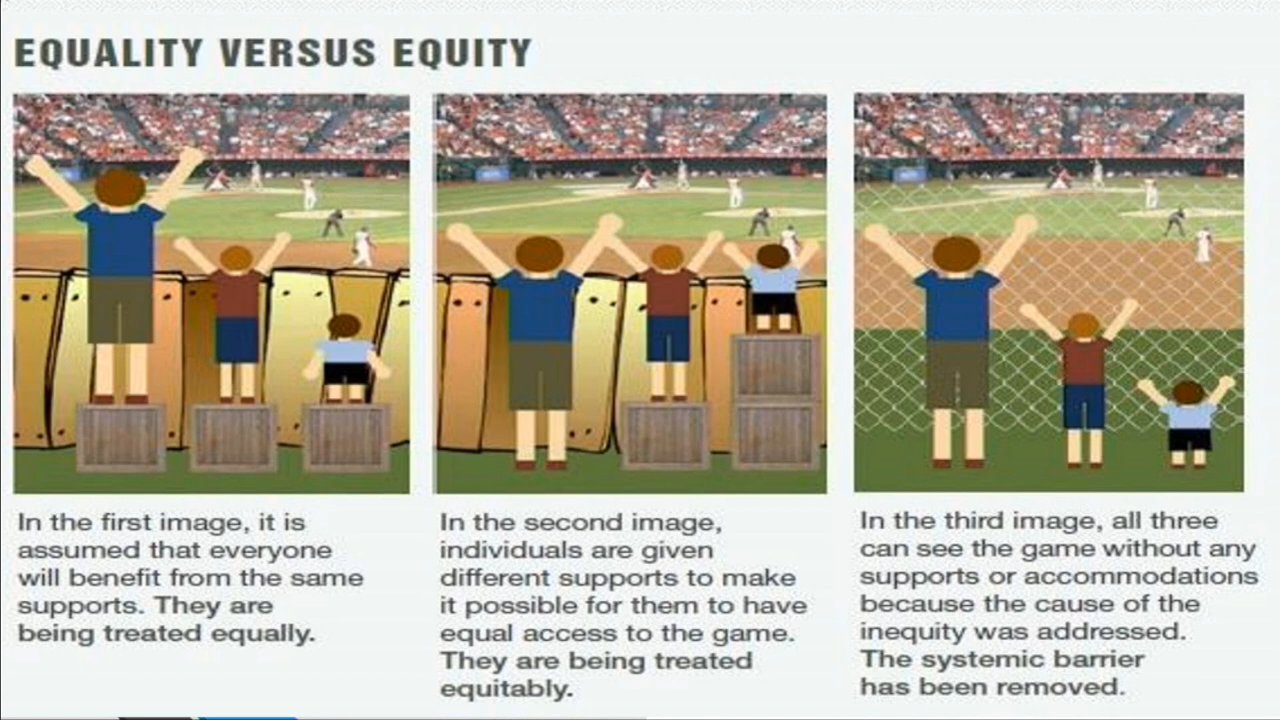 EQUALITY VERSUS EQUITY
In the first image, it is
assumed that everyone
will benefit from the same
supports. They are
being treated equally.
In the second image,
individuals are given
different supports to make
it possible for them to have
equal access to the game.
They are being treated
equitably.
In the third image, all three
can see the game without any
supports or accommodations
because the cause of the
inequity was addressed.
The systemic barrier
has been removed.